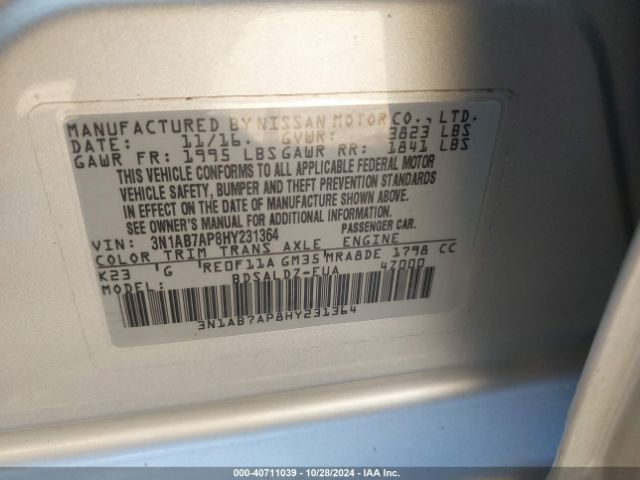 MANUFACTURED BY NISSAN MOTOR CO., LTD.
DATE: 11/16. GVWR: 3823 LBS
GAWR FR: 1995 LBS GAWR RR: 1841 LBS
THIS VEHICLE CONFORMS TO ALL APPLICABLE FEDERAL MOTOR
VEHICLE SAFETY, BUMPER AND THEFT PREVENTION STANDARDS
IN EFFECT ON THE DATE OF MANUFACTURE SHOWN ABOVE.
SEE OWNER'S MANUAL FOR ADDITIONAL INFORMATION.
VIN: 3N1AB7AP8HY231364 PASSENGER CAR.
COLOR TRIM TRANS AXLE ENGINE
K23 'G RE0F11A GM35 'MRA8DE 1798 CC
MODEL: BDSALDZ-EUA 4Z000
3N1AB7AP8HY231364
000-40711039 | 10/28/2024 | IAA Inc.